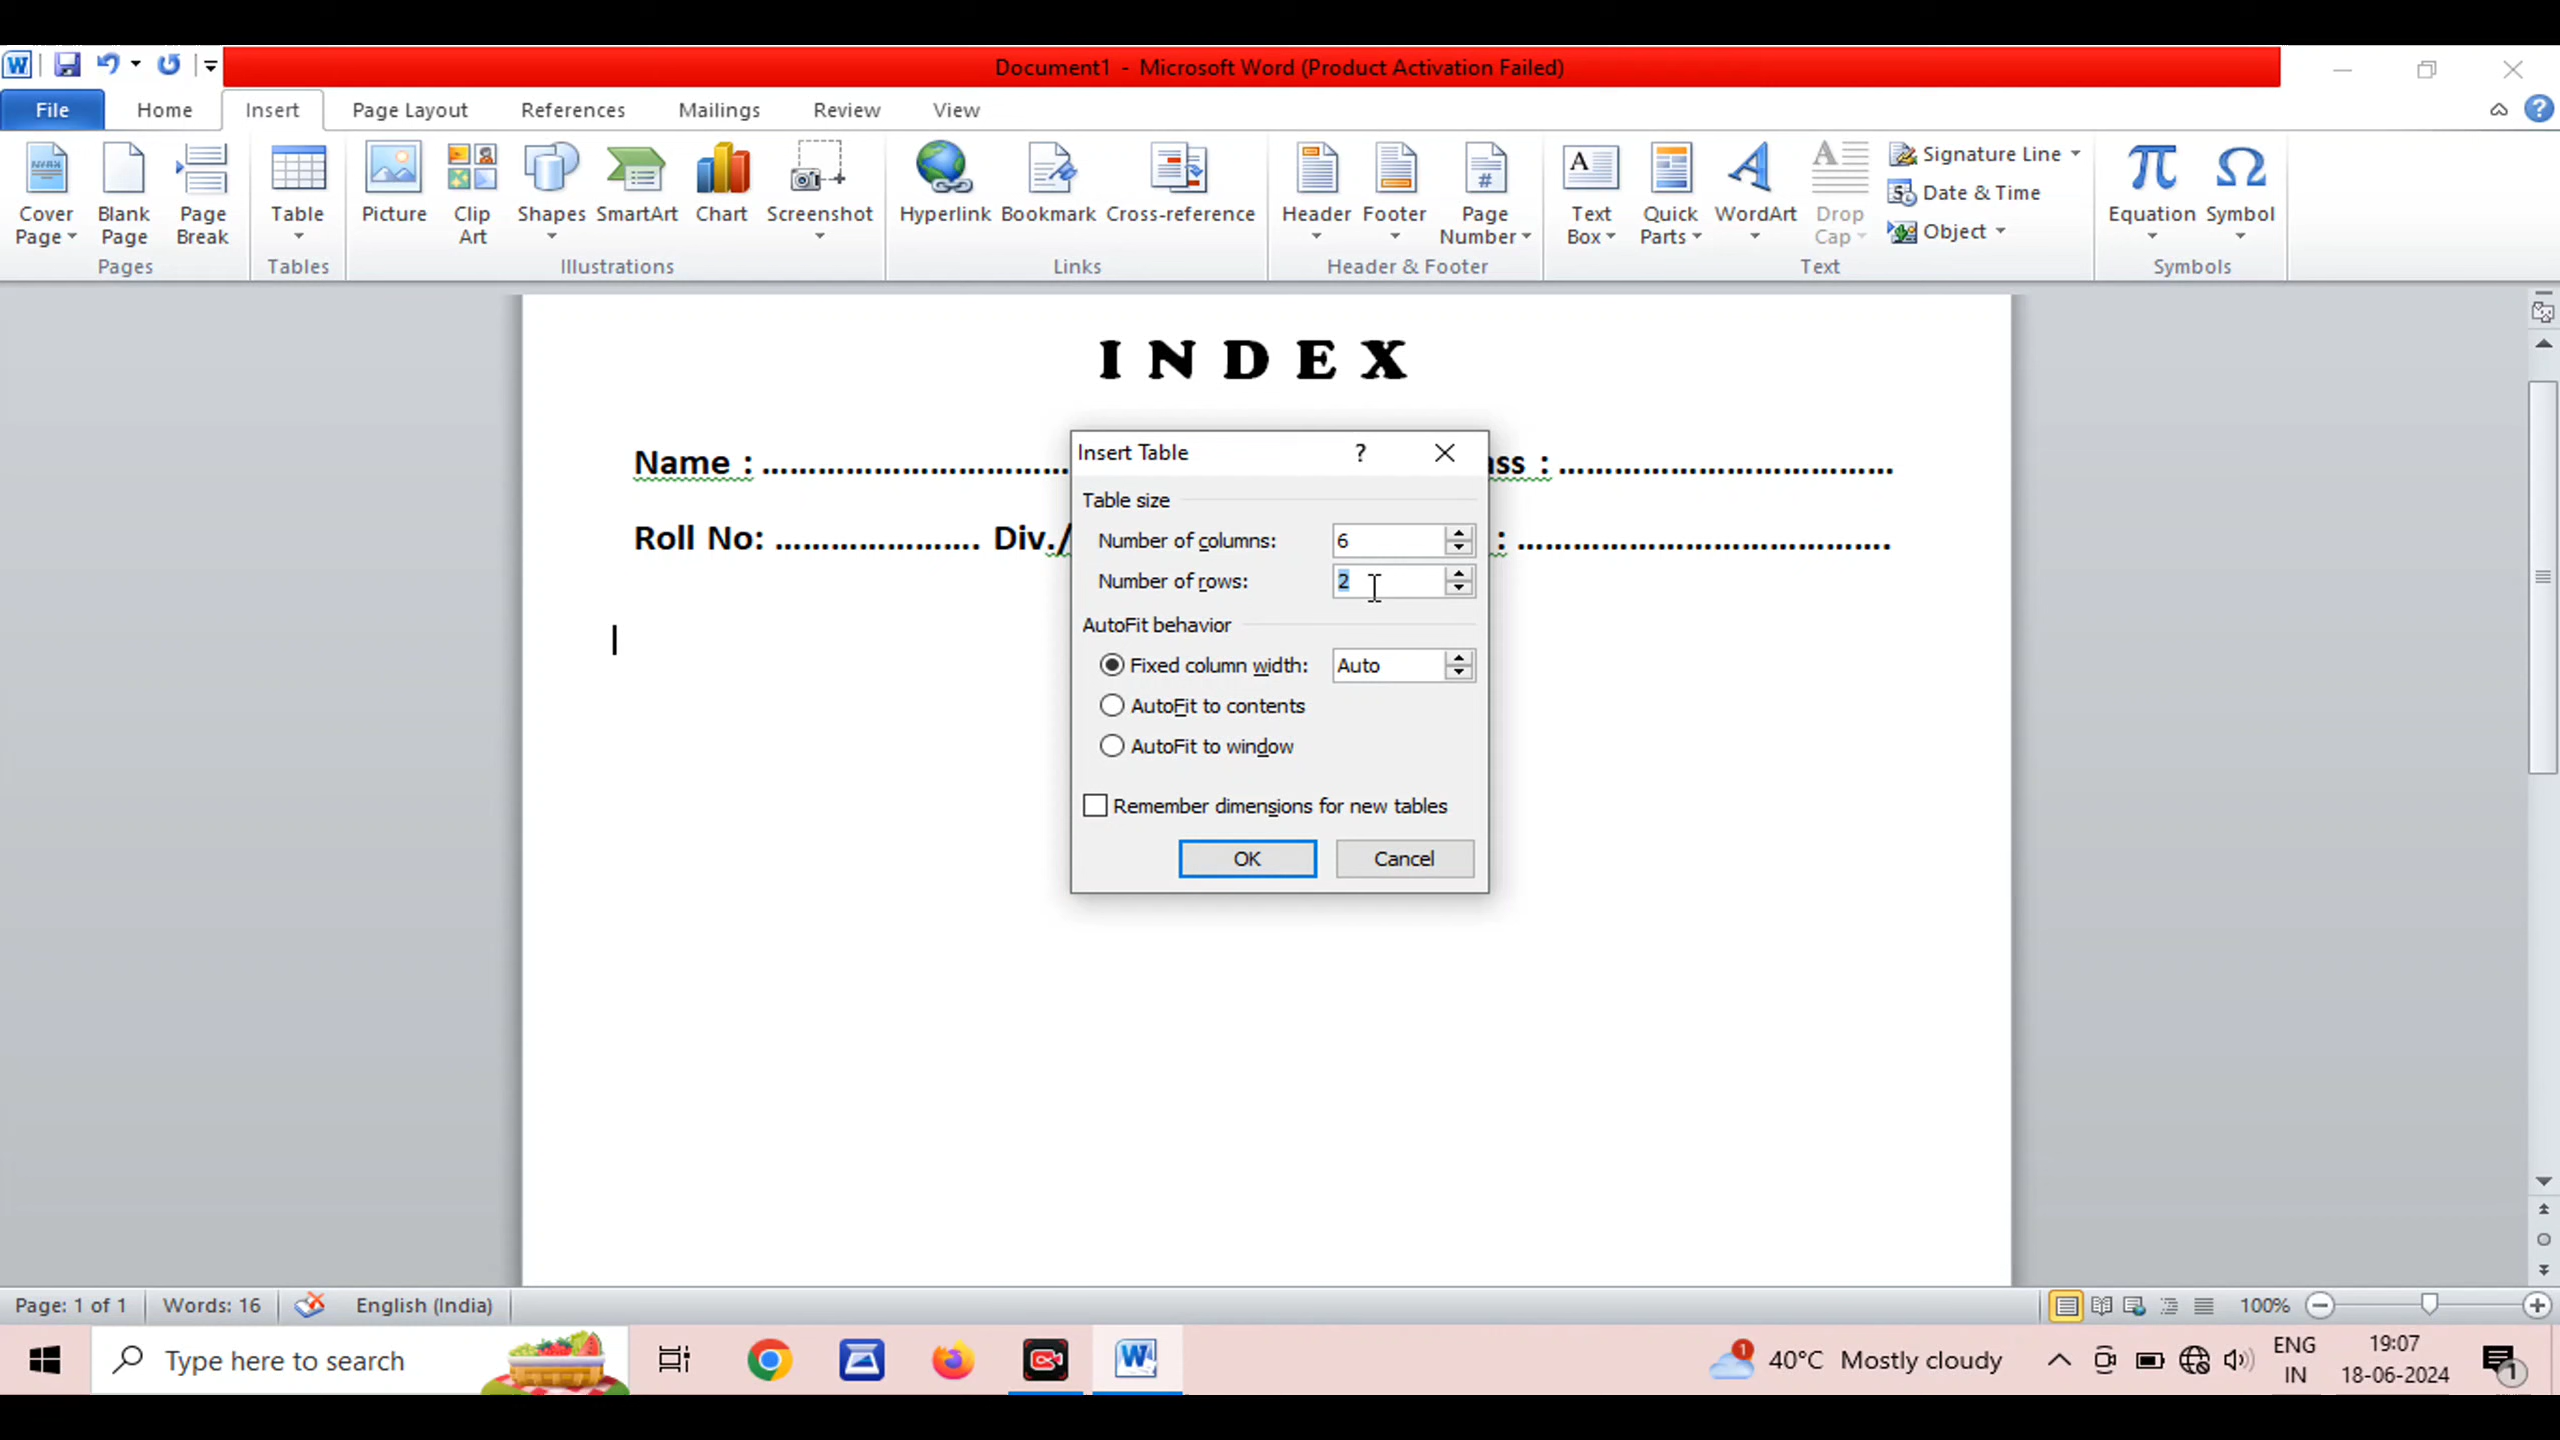 Document1 - Microsoft Word (Product Activation Failed)
File Home Insert Page Layout References Mailings Review View
Cover Page
Blank Page
Page Break
Table
Picture
Clip Art
Shapes
SmartArt
Chart
Screenshot
Hyperlink
Bookmark
Cross-reference
Header
Footer
Page Number
Text Box
Quick Parts
WordArt
Drop Cap
Signature Line
Date & Time
Object
Equation
Symbol
Pages Tables Illustrations Links Header & Footer Text Symbols
I N D E X
Name : ................................. ass : ....................................
Roll No: ...................... Div./ : ........................................
Insert Table
Table size
Number of columns: 6
Number of rows: 2
AutoFit behavior
Fixed column width: Auto
AutoFit to contents
AutoFit to window
Remember dimensions for new tables
OK Cancel
Page: 1 of 1 Words: 16 English (India) 100%
Type here to search
1 40°C Mostly cloudy
ENG IN
19:07
18-06-2024
1